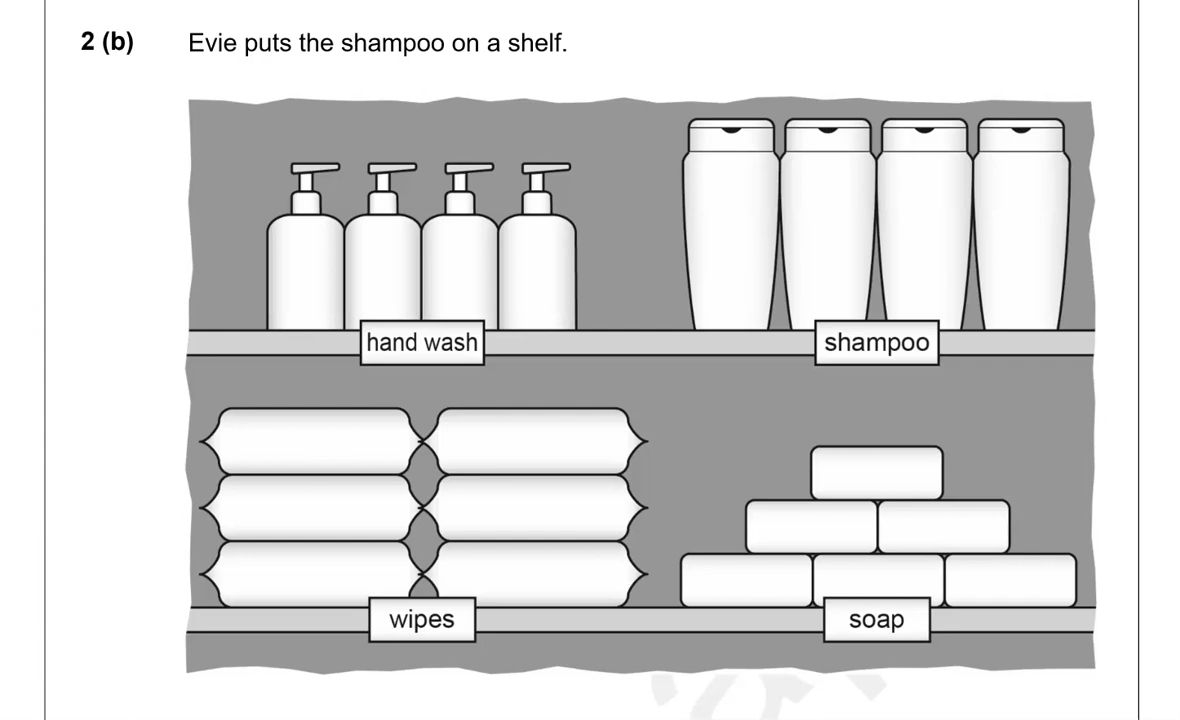 2 (b) Evie puts the shampoo on a shelf.
hand wash
shampoo
wipes
soap